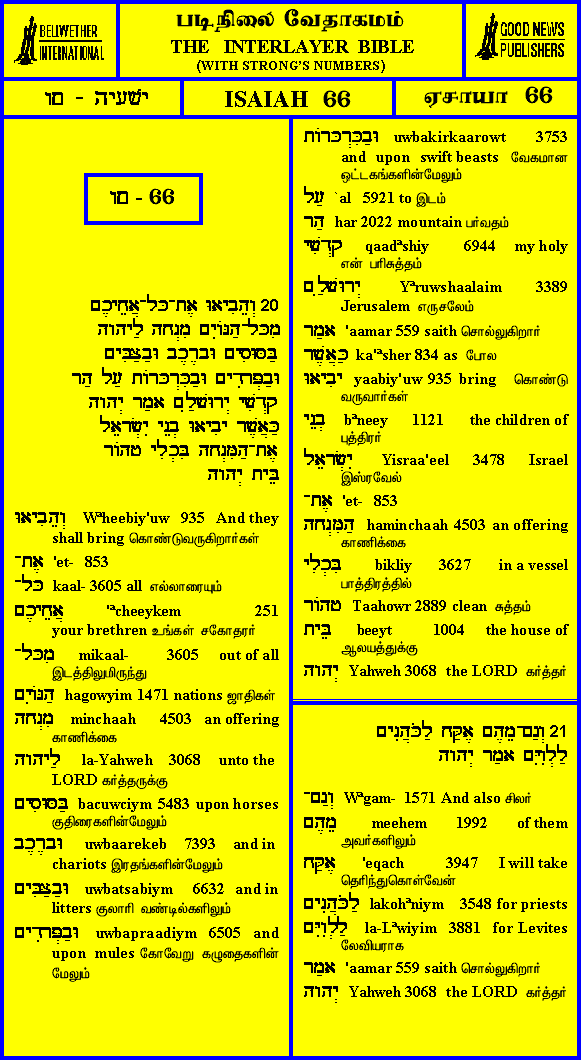 BELLWETHER
INTERNATIONAL
படிநிலை வேதாகமம்
THE INTERLAYER BIBLE
(WITH STRONG'S NUMBERS)
GOOD NEWS
PUBLISHERS
ישעיה - סו
ISAIAH 66
ஏசாயா 66
סו - 66
20 וְהֵבִיאוּ אֶת־כָּל־אֲחֵיכֶם
מִכָּל־הַגּוֹיִם מִנְחָה לַיהוָה
בַּסּוּסִים וּבָרֶכֶב וּבַצַּבִּים
וּבַפְּרָדִים וּבַכִּרְכָּרוֹת עַל הַר
קָדְשִׁי יְרוּשָׁלִַם אָמַר יְהוָה
כַּאֲשֶׁר יָבִיאוּ בְנֵי יִשְׂרָאֵל
אֶת־הַמִּנְחָה בִּכְלִי טָהוֹר
בֵּית יְהוָה
וְהֵבִיאוּ Wªheebiy'uw 935 And they
shall bring கொண்டுவருகிறார்கள்
אֶת־ 'et- 853
כָּל־ kaal- 3605 all எல்லாரையும்
אֲחֵיכֶם 'ªcheeykem 251
your brethren உங்கள் சகோதரர்
מִכָּל־ mikaal- 3605 out of all
இடத்திலுமிருந்து
הַגּוֹיִם hagowyim 1471 nations ஜாதிகள்
מִנְחָה minchaah 4503 an offering
காணிக்கை
לַיהוָה la-Yahweh 3068 unto the
LORD கர்த்தருக்கு
בַּסּוּסִים bacuwciym 5483 upon horses
குதிரைகளின்மேலும்
וּבָרֶכֶב uwbaarekeb 7393 and in
chariots இரதங்களின்மேலும்
וּבַצַּבִּים uwbatsabiym 6632 and in
litters குலாரி வண்டில்களிலும்
וּבַפְּרָדִים uwbapraadiym 6505 and
upon mules கோவேறு கழுதைகளின்
மேலும்
וּבַכִּרְכָּרוֹת uwbakirkaarowt 3753
and upon swift beasts வேகமான
ஒட்டகங்களின்மேலும்
עַל `al 5921 to இடம்
הַר har 2022 mountain பர்வதம்
קָדְשִׁי qaadªshiy 6944 my holy
என் பரிசுத்தம்
יְרוּשָׁלִַם Yªruwshaalaim 3389
Jerusalem எருசலேம்
אָמַר 'aamar 559 saith சொல்லுகிறார்
כַּאֲשֶׁר ka'ªsher 834 as போல
יָבִיאוּ yaabiy'uw 935 bring கொண்டு
வருவார்கள்
בְנֵי bªneey 1121 the children of
புத்திரர்
יִשְׂרָאֵל Yisraa'eel 3478 Israel
இஸ்ரவேல்
אֶת־ 'et- 853
הַמִּנְחָה haminchaah 4503 an offering
காணிக்கை
בִּכְלִי bikliy 3627 in a vessel
பாத்திரத்தில்
טָהוֹר Taahowr 2889 clean சுத்தம்
בֵּית beeyt 1004 the house of
ஆலயத்துக்கு
יְהוָה Yahweh 3068 the LORD கர்த்தர்
21 וְגַם־מֵהֶם אֶקַּח לַכֹּהֲנִים
לַלְוִיִּם אָמַר יְהוָה
וְגַם־ Wªgam- 1571 And also சிலர்
מֵהֶם meehem 1992 of them
அவர்களிலும்
אֶקַּח 'eqach 3947 I will take
தெரிந்துகொள்வேன்
לַכֹּהֲנִים lakohªniym 3548 for priests
לַלְוִיִּם la-Lªwiyim 3881 for Levites
லேவியராக
אָמַר 'aamar 559 saith சொல்லுகிறார்
יְהוָה Yahweh 3068 the LORD கர்த்தர்